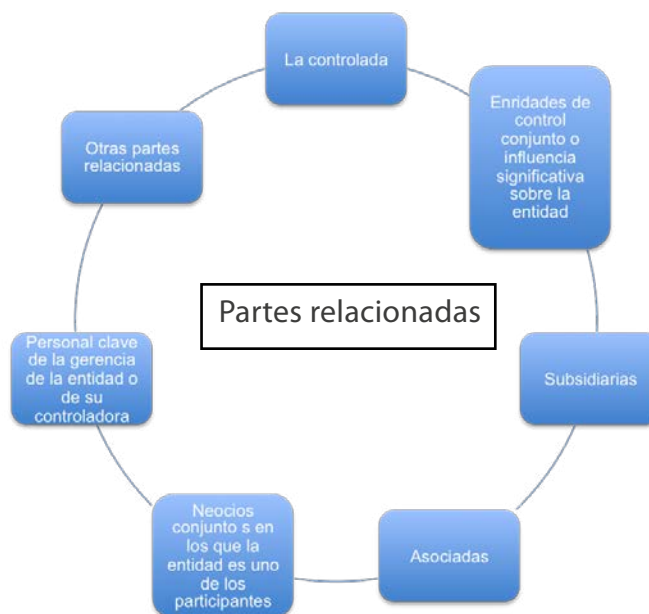 La controlada
Enridades de
control
conjunto o
influencia
significativa
sobre la
entidad
Subsidiarias
Asociadas
Neocios
conjunto s en
los que la
entidad es uno
de los
participantes
Personal clave
de la gerencia
de la entidad o
de su
controladora
Otras partes
relacionadas
Partes relacionadas